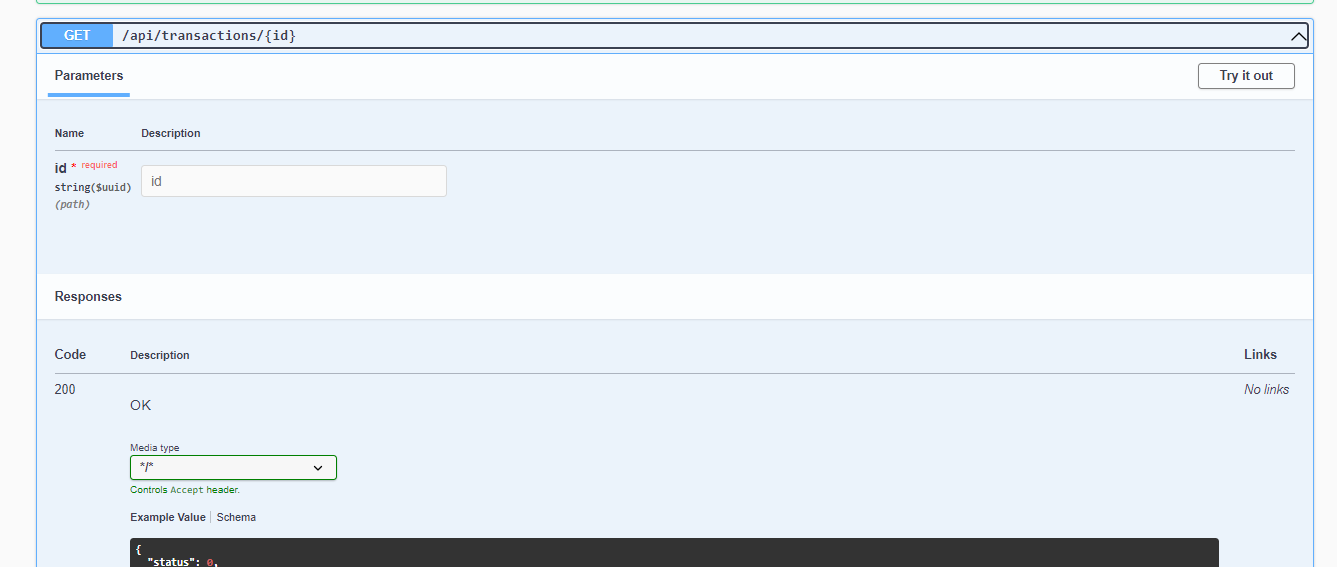 GET /api/transactions/{id}
Parameters
Try it out
Name Description
id * required
string($uuid)
(path)
id
Responses
Code Description Links
200
OK
No links
Media type
*/*
Controls Accept header.
Example Value | Schema
{
"status": 0,